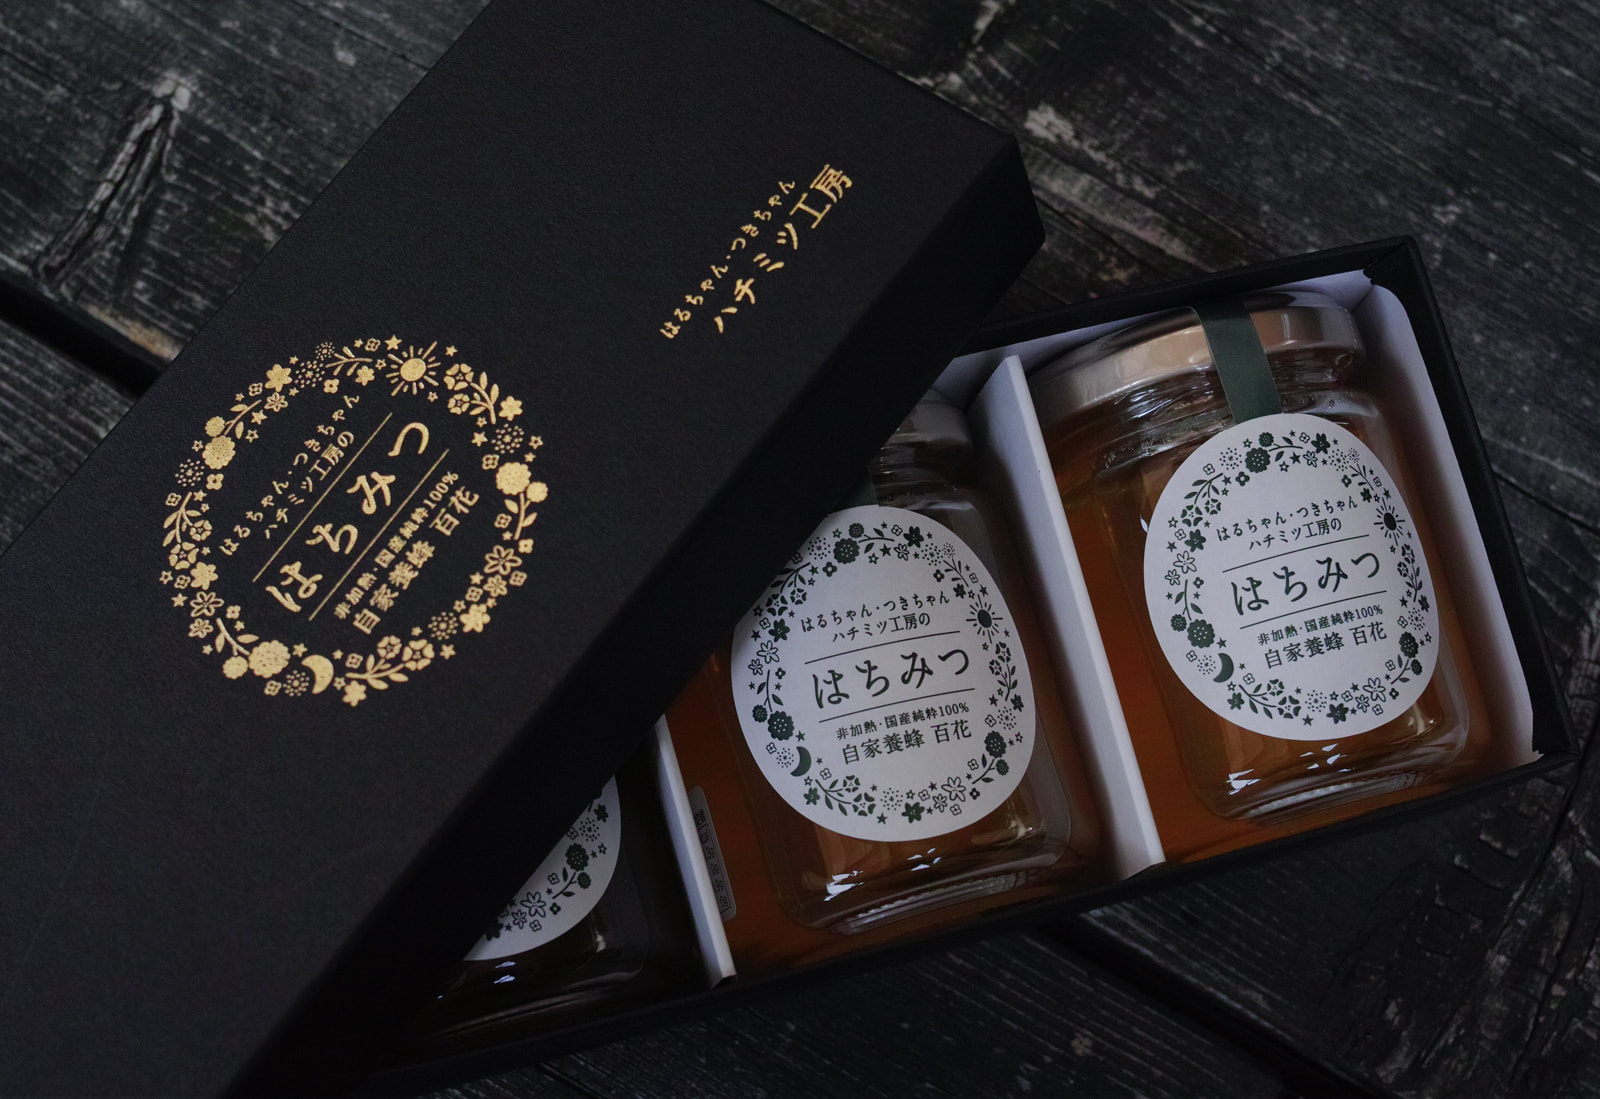 はるちゃん・つきちゃん
ハチミツ工房
はるちゃん・つきちゃん
ハチミツ工房の
はちみつ
非加熱・国産純粋100%
自家養蜂 百花
はるちゃん・つきちゃん
ハチミツ工房の
はちみつ
非加熱・国産純粋100%
自家養蜂 百花
はるちゃん・つきちゃん
ハチミツ工房の
はちみつ
非加熱・国産純粋100%
自家養蜂 百花